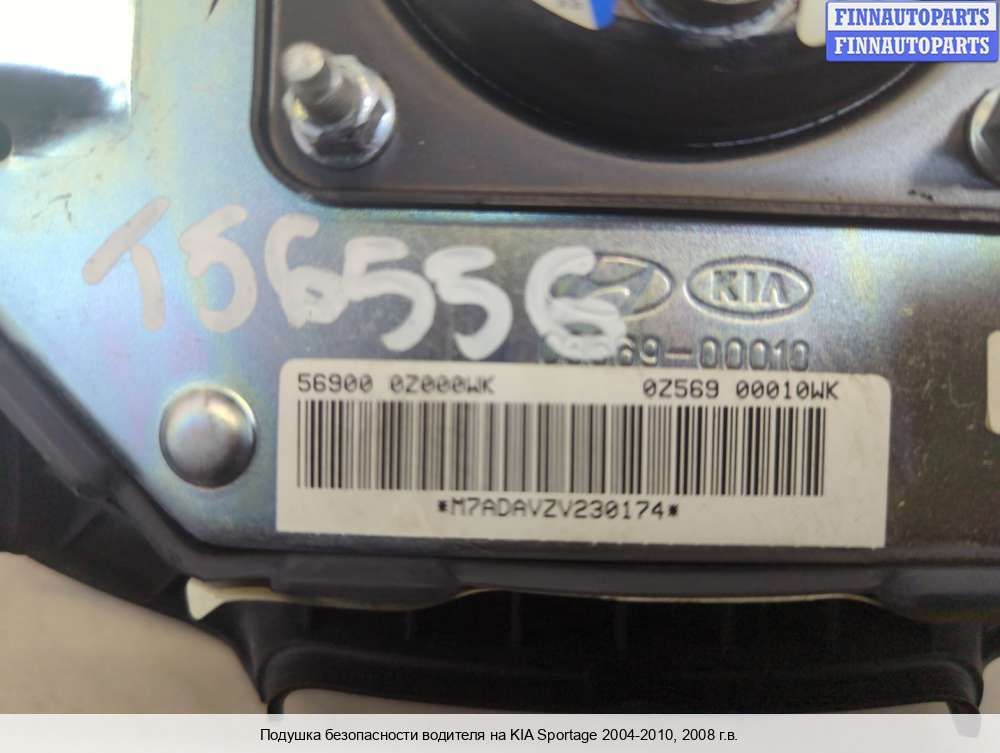 FINNAUTOPARTS
FINNAUTOPARTS
T56556
KIA
569-00010
56900 0Z000WK 0Z569 00010WK
*M7ADAVZV230174*
Подушка безопасности водителя на KIA Sportage 2004-2010, 2008 г.в.